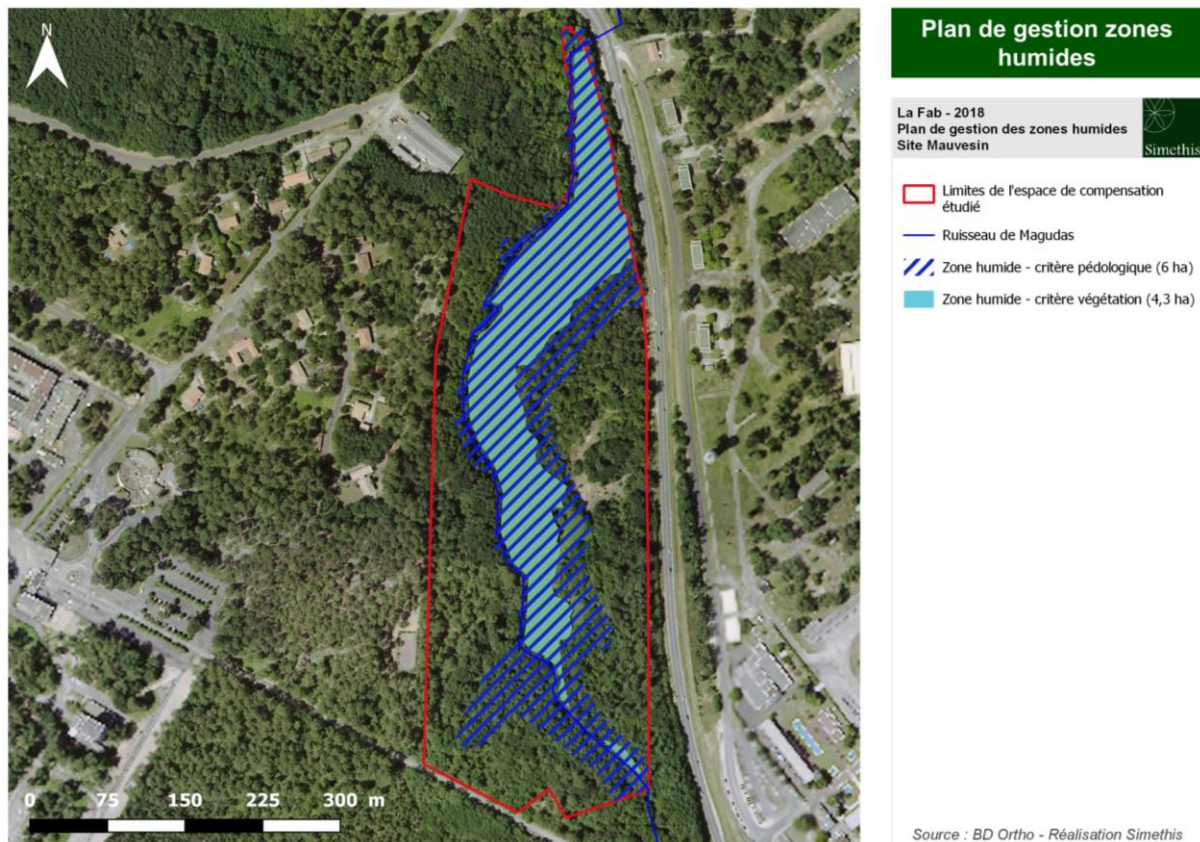 N
0 75 150 225 300 m
Plan de gestion zones
humides
La Fab - 2018
Plan de gestion des zones humides
Site Mauvesin
Simethis
Limites de l'espace de compensation
étudié
Ruisseau de Magudas
Zone humide - critère pédologique (6 ha)
Zone humide - critère végétation (4,3 ha)
Source : BD Ortho - Réalisation Simethis